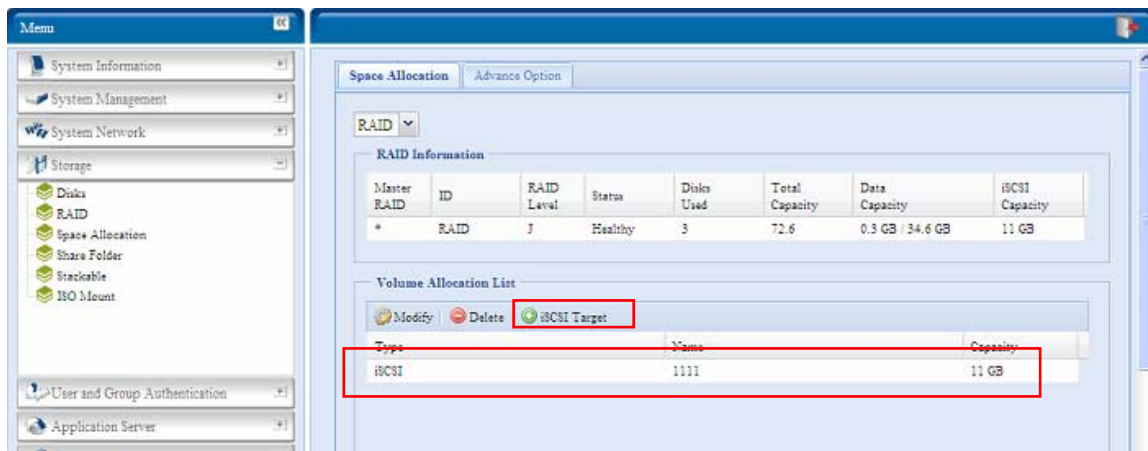 Menu
System Information
System Management
System Network
Storage
Disks
RAID
Space Allocation
Share Folder
Stackable
ISO Mount
User and Group Authentication
Application Server
Space Allocation Advance Option
RAID
RAID Information
Master RAID ID RAID Level Status Disks Used Total Capacity Data Capacity iSCSI Capacity
* RAID J Healthy 3 72.6 0.3 GB / 34.6 GB 11 GB
Volume Allocation List
Modify Delete iSCSI Target
Type Name Capacity
iSCSI 1111 11 GB